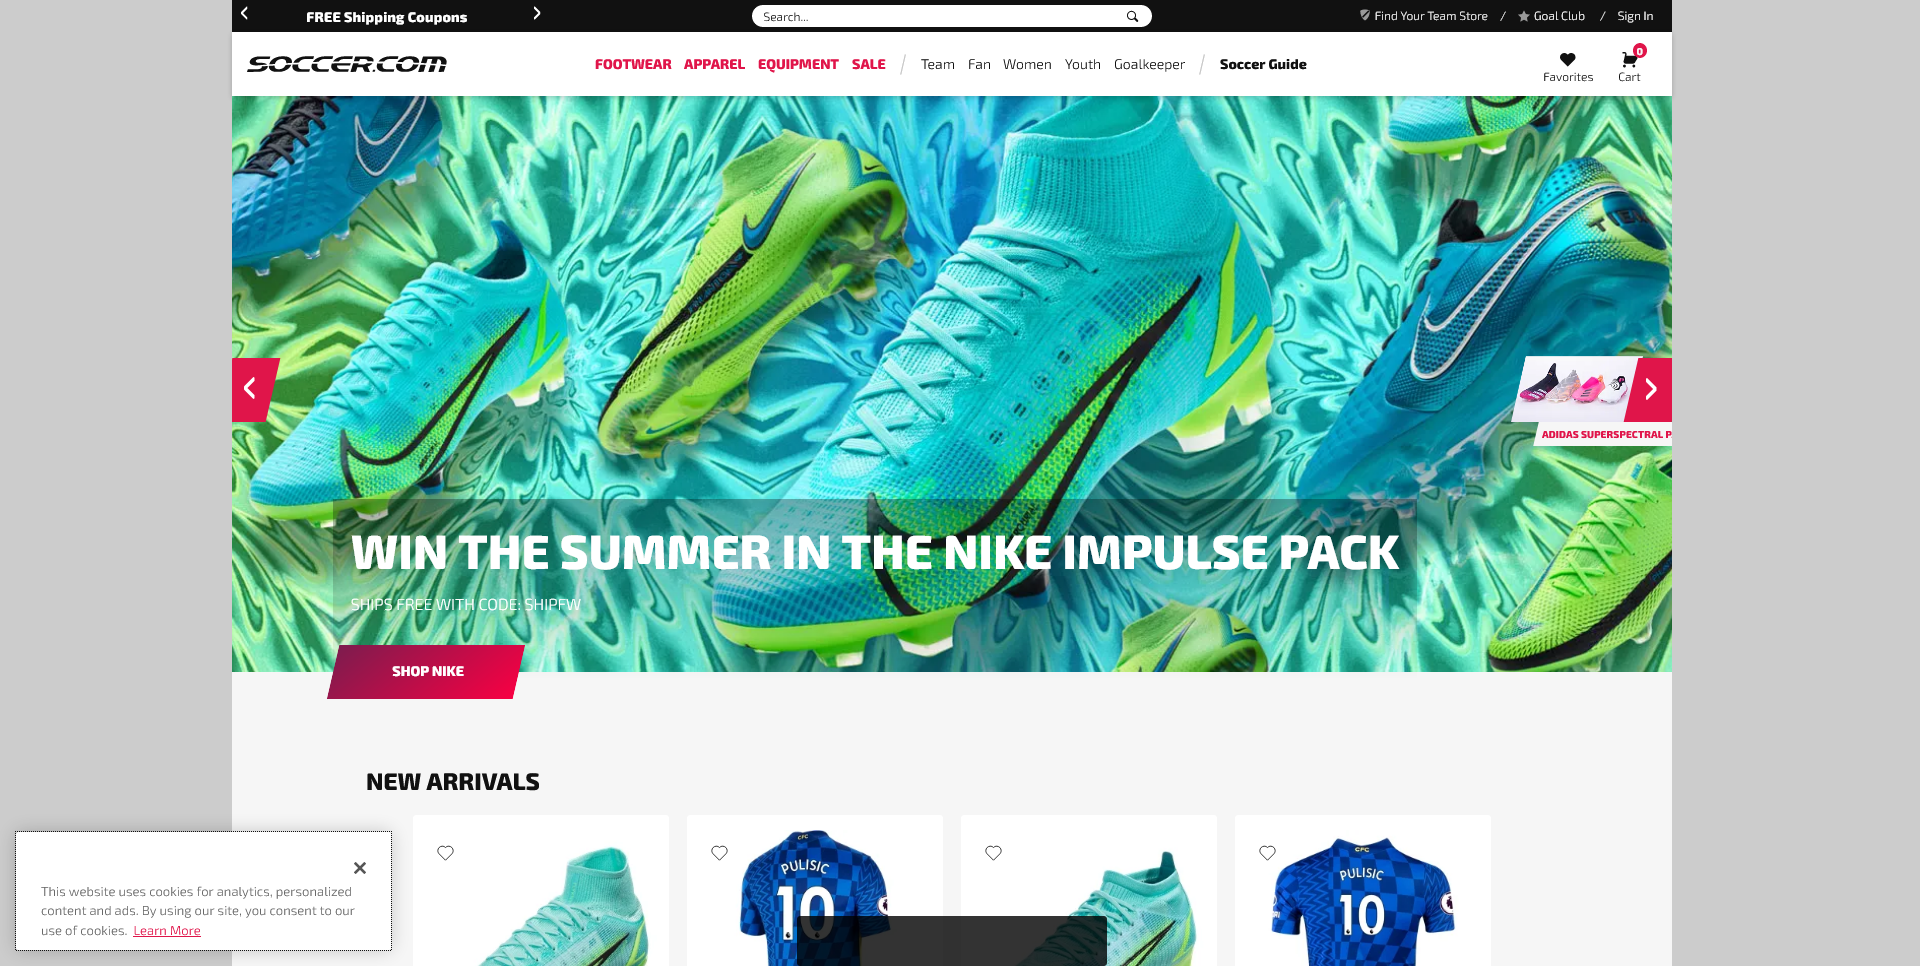 FREE Shipping Coupons
Search...
Find Your Team Store / Goal Club / Sign In
SOCCER.COM
FOOTWEAR APPAREL EQUIPMENT SALE
Team Fan Women Youth Goalkeeper
Soccer Guide
Favorites
0
Cart
ADIDAS SUPERSPECTRAL P
WIN THE SUMMER IN THE NIKE IMPULSE PACK
SHIPS FREE WITH CODE: SHIPFW
SHOP NIKE
NEW ARRIVALS
CFC
PULISIC
10
CFC
PULISIC
10
This website uses cookies for analytics, personalized
content and ads. By using our site, you consent to our
use of cookies. Learn More